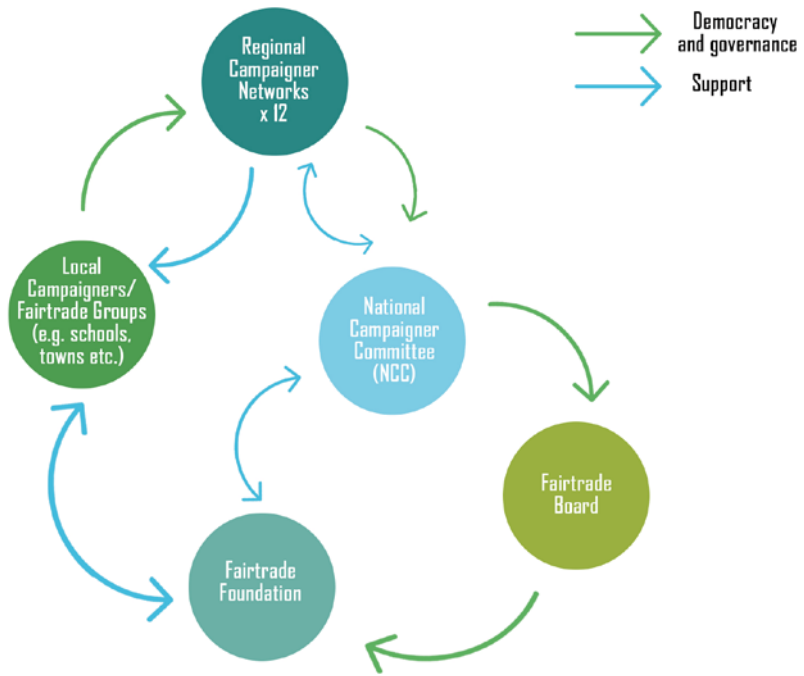 Regional
Campaigner
Networks
x 12
Democracy
and governance
Support
Local
Campaigners/
Fairtrade Groups
(e.g. schools,
towns etc.)
National
Campaigner
Committee
(NCC)
Fairtrade
Board
Fairtrade
Foundation